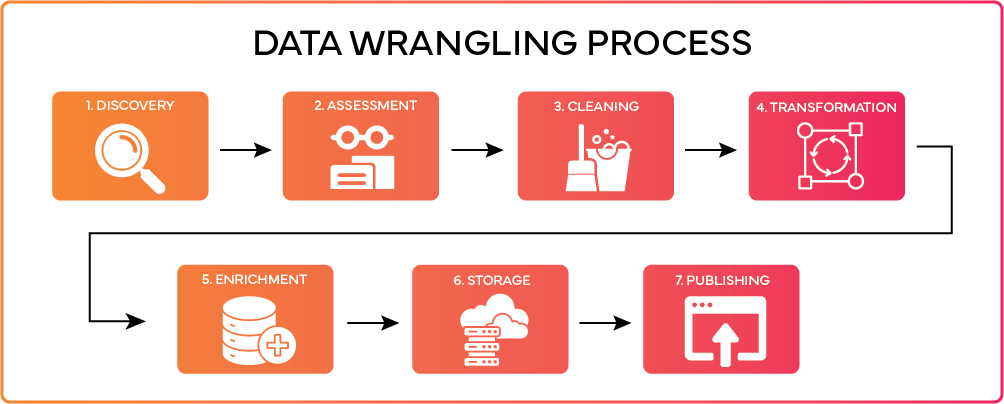 DATA WRANGLING PROCESS
1. DISCOVERY
2. ASSESSMENT
3. CLEANING
4. TRANSFORMATION
5. ENRICHMENT
6. STORAGE
7. PUBLISHING